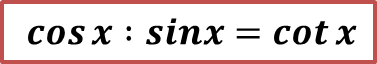 cos x : sinx = cot x